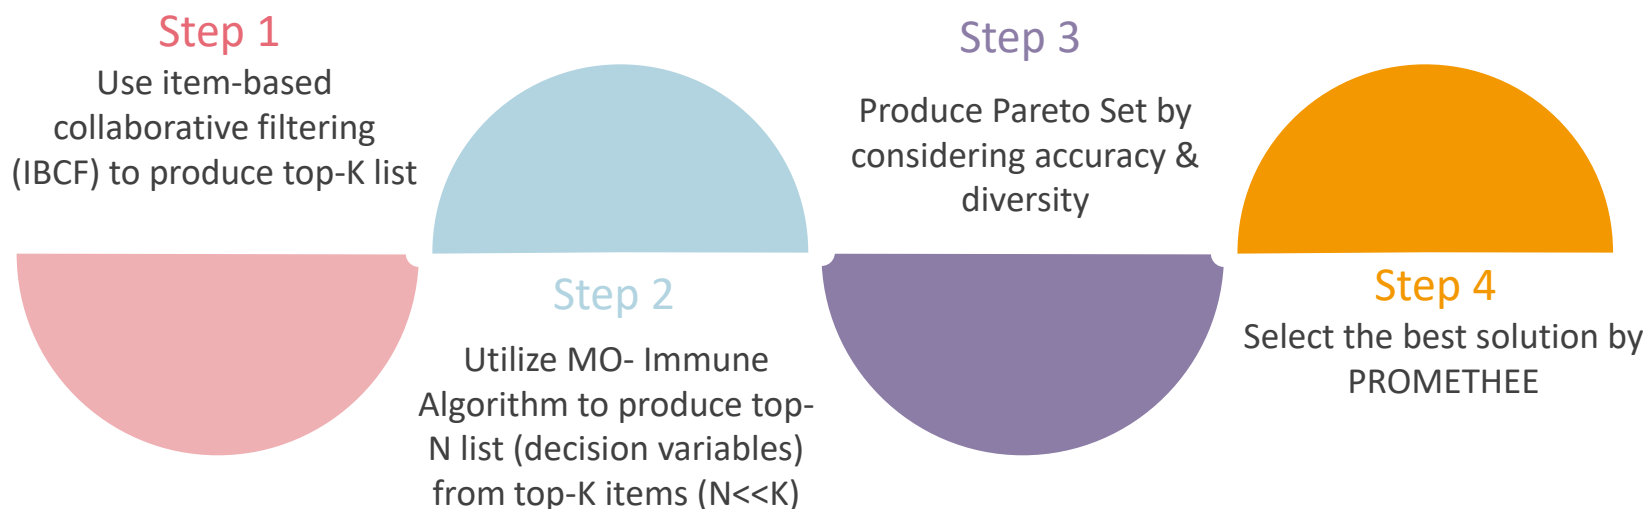 Step 1
Use item-based
collaborative filtering
(IBCF) to produce top-K list
Step 2
Utilize MO- Immune
Algorithm to produce top-
N list (decision variables)
from top-K items (N<<K)
Step 3
Produce Pareto Set by
considering accuracy &
diversity
Step 4
Select the best solution by
PROMETHEE